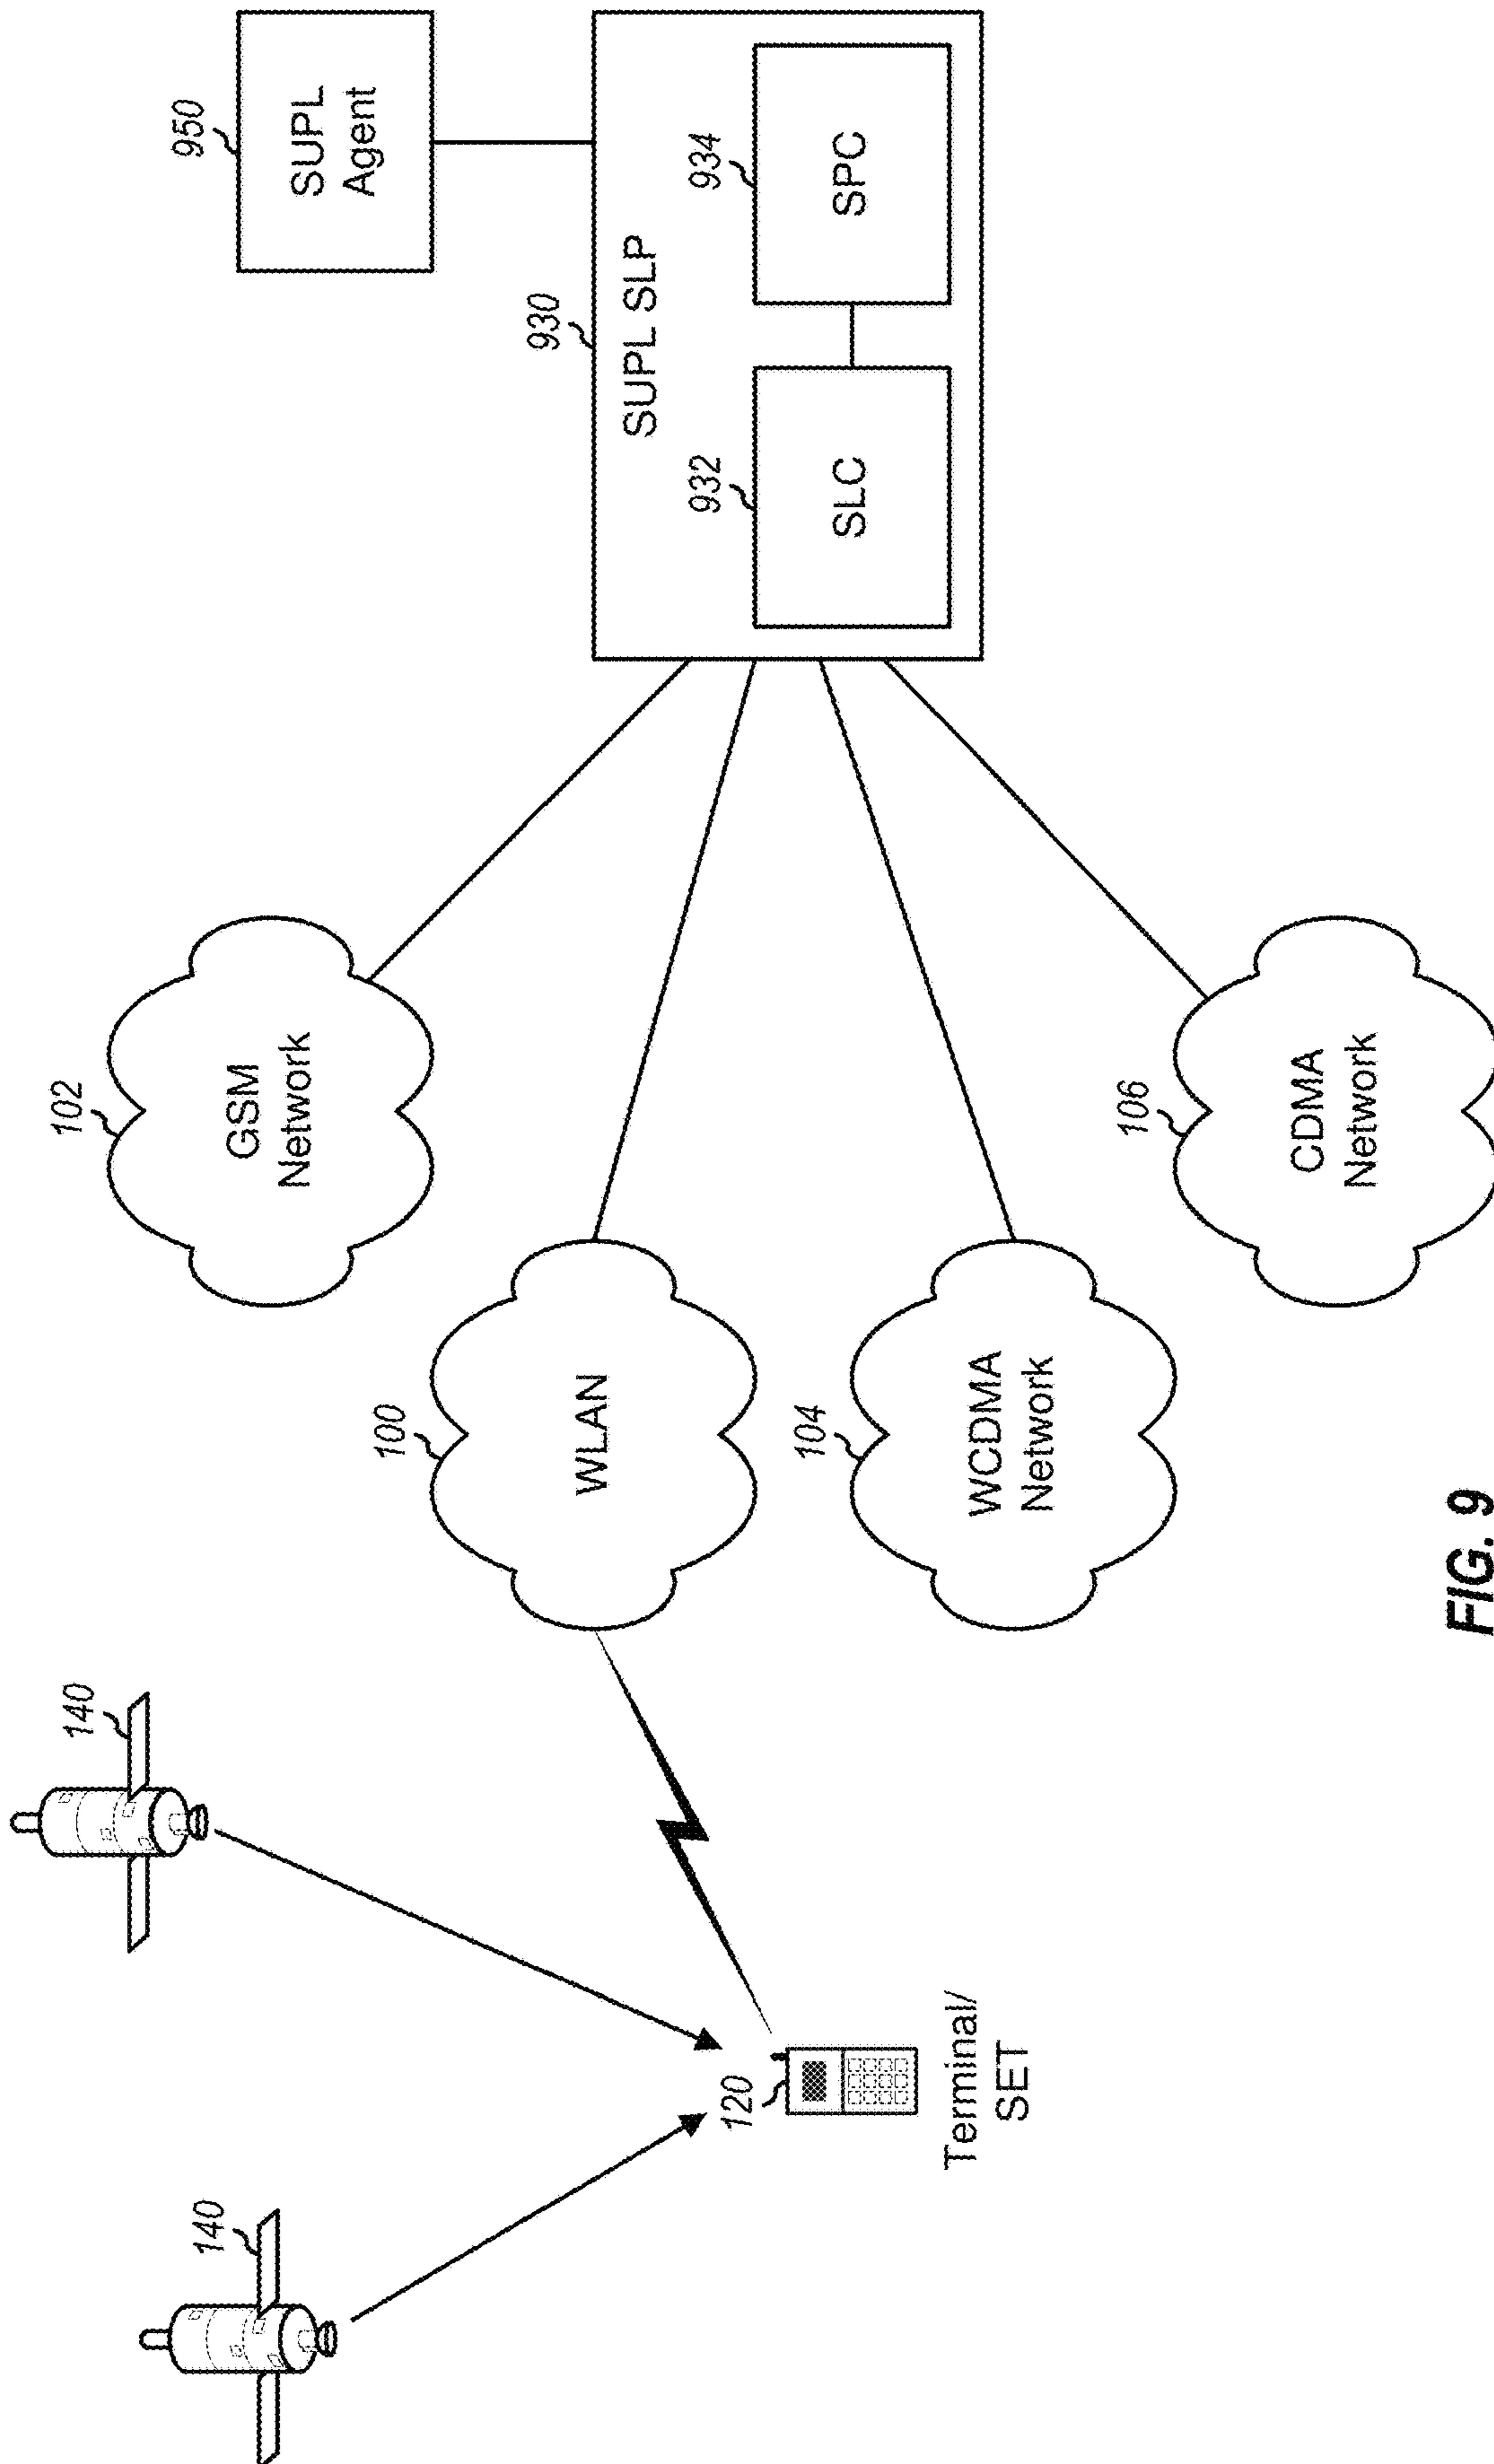 140
140
120
Terminal/
SET
102
GSM
Network
100
WLAN
104
WCDMA
Network
106
CDMA
Network
950
SUPL
Agent
930
SUPL SLP
932
SLC
934
SPC
FIG. 9